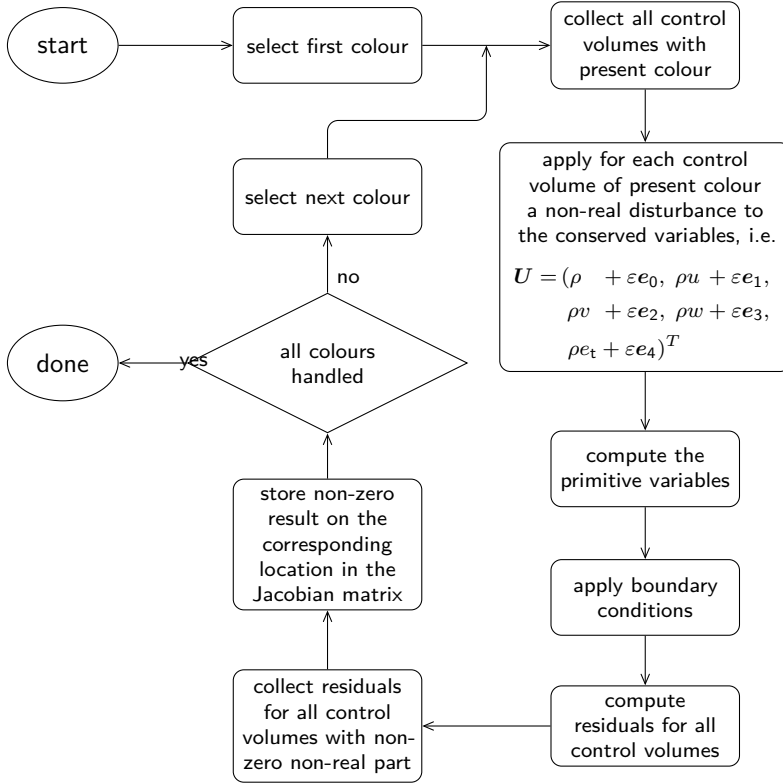 start
select first colour
collect all control
volumes with
present colour
apply for each control
volume of present colour
a non-real disturbance to
the conserved variables, i.e.
U = (ρ + εe₀, ρu + εe₁,
ρv + εe₂, ρw + εe₃,
ρeₜ + εe₄)ᵀ
compute the
primitive variables
apply boundary
conditions
compute
residuals for all
control volumes
collect residuals
for all control
volumes with non-
zero non-real part
store non-zero
result on the
corresponding
location in the
Jacobian matrix
all colours
handled
yes
done
no
select next colour